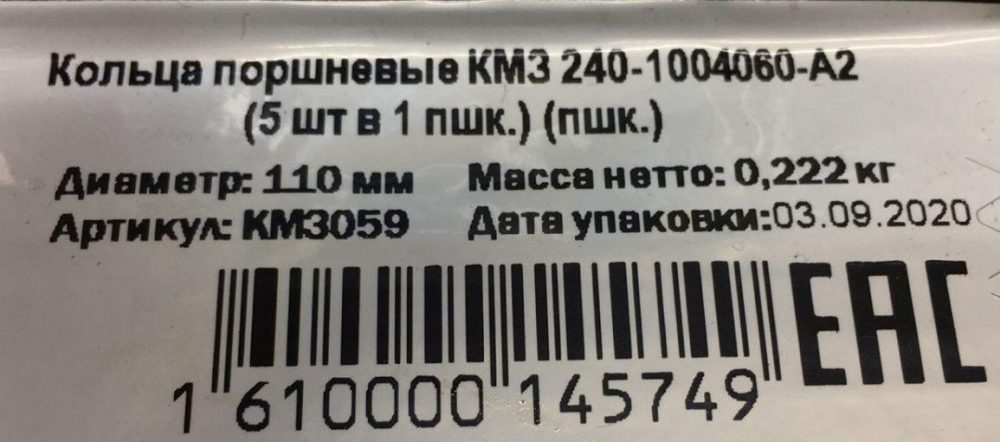 Кольца поршневые КМЗ 240-1004060-А2
(5 шт в 1 пшк.) (пшк.)
Диаметр: 110 мм Масса нетто: 0,222 кг
Артикул: КМЗ059 Дата упаковки:03.09.2020
EAC
1 610000 145749